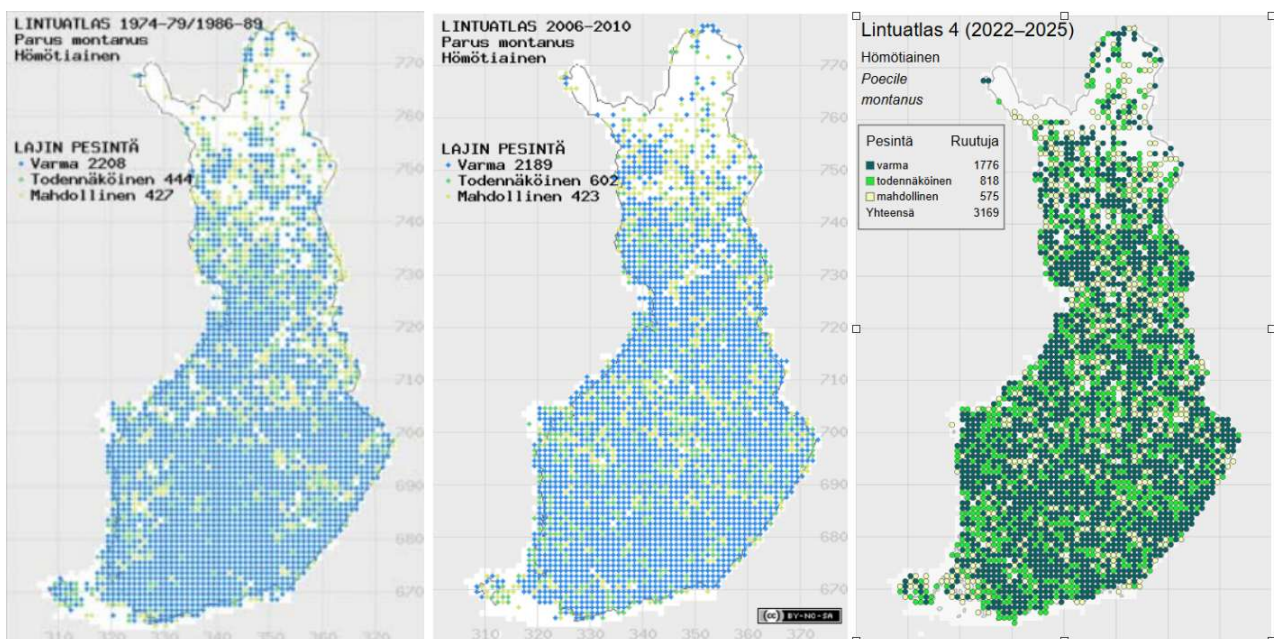 LINTUATLAS 1974-79/1986-89
Parus montanus
Hömötiainen
LAJIN PESINTÄ
Varma 2208
Todennäköinen 444
Mahdollinen 427
770
760
750
740
730
720
710
700
690
680
670
310
320
330
340
350
360
370
LINTUATLAS 2006-2010
Parus montanus
Hömötiainen
LAJIN PESINTÄ
Varma 2189
Todennäköinen 602
Mahdollinen 423
770
760
750
740
730
720
710
700
690
680
670
310
320
330
340
350
360
370
(cc) BY-NC-SA
Lintuatlas 4 (2022–2025)
Hömötiainen
Poecile
montanus
Pesintä Ruutuja
varma 1776
todennäköinen 818
mahdollinen 575
Yhteensä 3169